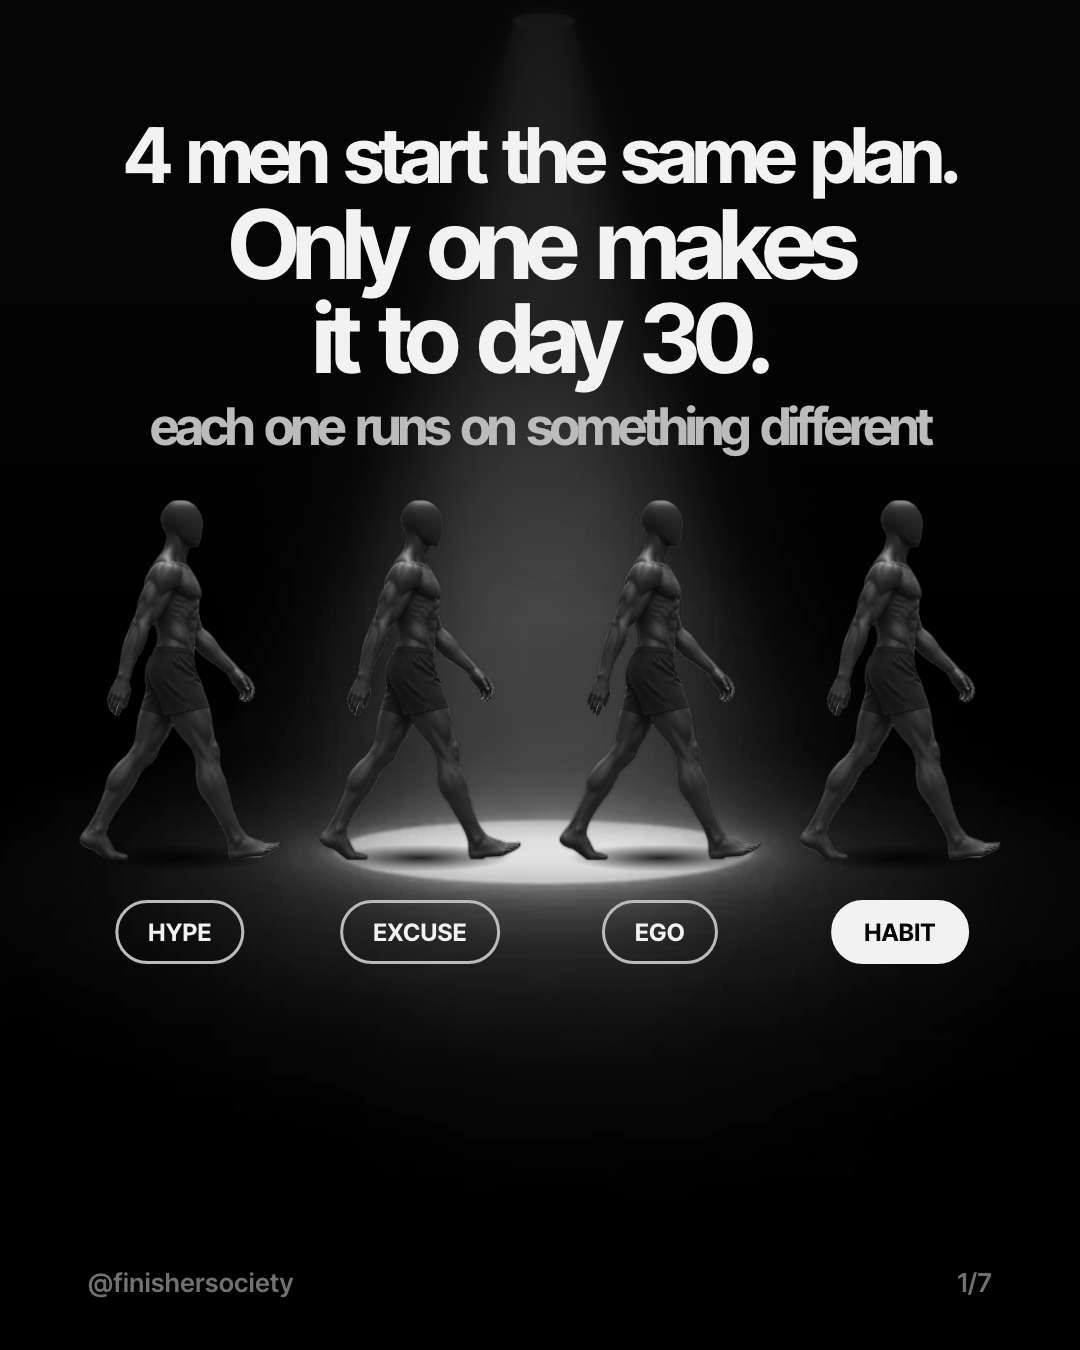 4 men start the same plan.
Only one makes
it to day 30.
each one runs on something different
HYPE
EXCUSE
EGO
HABIT
@finishersociety
1/7